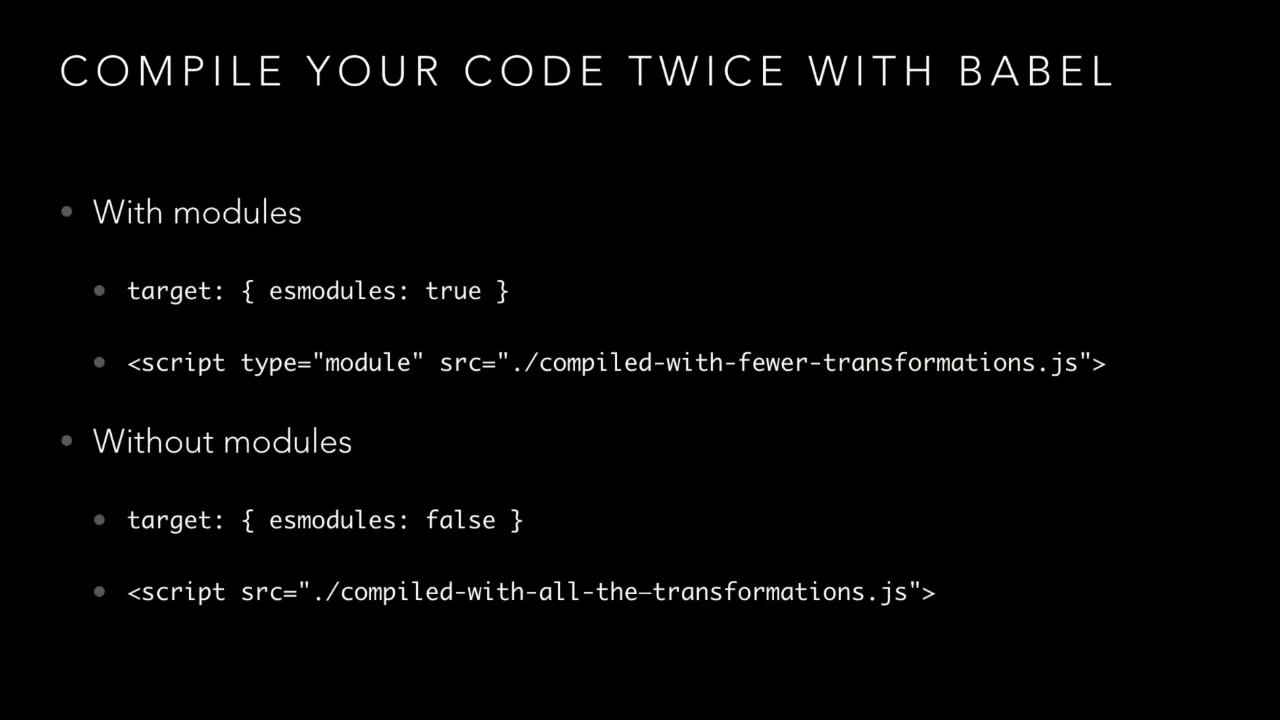 COMPILE YOUR CODE TWICE WITH BABEL
• With modules
• target: { esmodules: true }
• <script type="module" src="./compiled-with-fewer-transformations.js">
• Without modules
• target: { esmodules: false }
• <script src="./compiled-with-all-the—transformations.js">